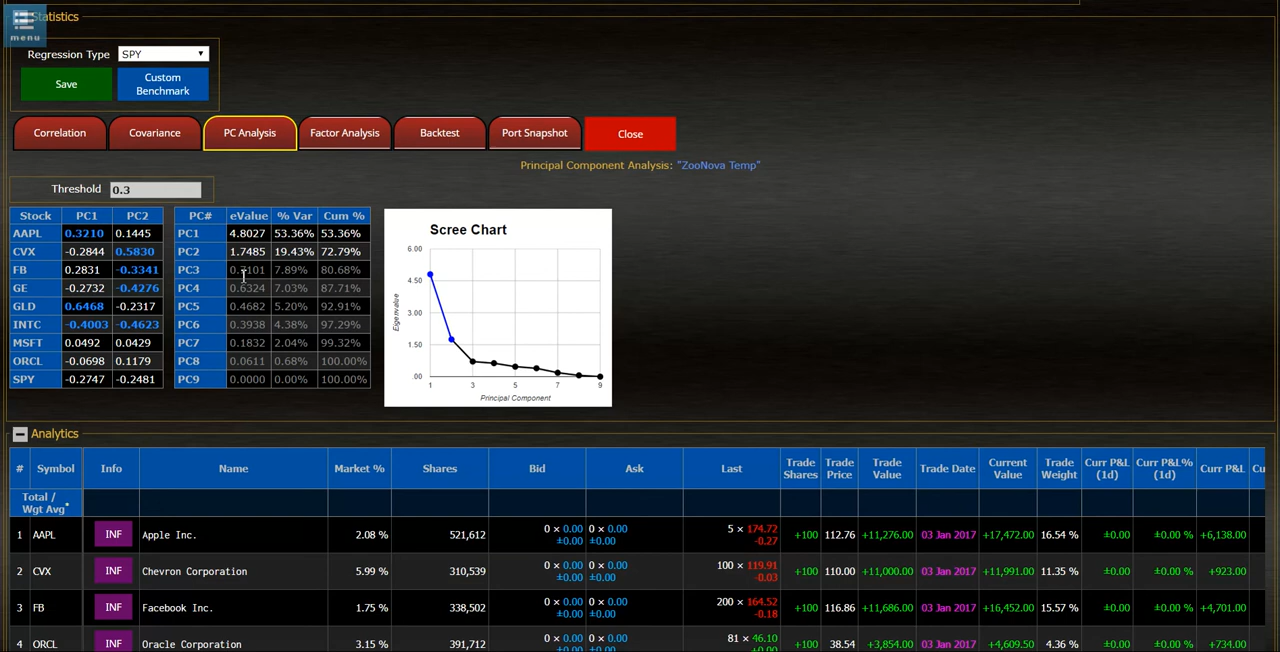 Statistics
menu
Regression Type SPY
Save Custom Benchmark
Correlation Covariance PC Analysis Factor Analysis Backtest Port Snapshot Close
Principal Component Analysis: "ZooNova Temp"
Threshold 0.3
Stock PC1 PC2 PC# eValue % Var Cum %
AAPL 0.3210 0.1445 PC1 4.8027 53.36% 53.36%
CVX -0.2844 0.5830 PC2 1.7485 19.43% 72.79%
FB 0.2831 -0.3341 PC3 7.89% 80.68%
GE -0.2732 -0.4276 PC4 0.6324 7.03% 87.71%
GLD 0.6468 -0.2317 PC5 0.4682 5.20% 92.91%
INTC -0.4003 -0.4623 PC6 0.3938 4.38% 97.29%
MSFT 0.0492 0.0429 PC7 0.1832 2.04% 99.32%
ORCL -0.0698 0.1179 PC8 0.0611 0.68% 100.00%
SPY -0.2747 -0.2481 PC9 0.0000 0.00% 100.00%
Scree Chart
6.00
4.50
3.00
1.50
.00
Eigenvalue
1 3 5 7 9
Principal Component
Analytics
# Symbol Info Name Market % Shares Bid Ask Last Trade Shares Trade Price Trade Value Trade Date Current Value Trade Weight Curr P&L (1d) Curr P&L% (1d) Curr P&L Cu
Total / Wgt Avg*
1 AAPL INF Apple Inc. 2.08 % 521,612 0 × 0.00 ±0.00 0 × 0.00 ±0.00 5 × 174.72 -0.27 +100 112.76 +11,276.00 03 Jan 2017 +17,472.00 16.54 % ±0.00 ±0.00 % +6,138.00
2 CVX INF Chevron Corporation 5.99 % 310,539 0 × 0.00 ±0.00 0 × 0.00 ±0.00 100 × 119.91 -0.03 +100 110.00 +11,000.00 03 Jan 2017 +11,991.00 11.35 % ±0.00 ±0.00 % +923.00
3 FB INF Facebook Inc. 1.75 % 338,502 0 × 0.00 ±0.00 0 × 0.00 ±0.00 200 × 164.52 -0.18 +100 116.86 +11,686.00 03 Jan 2017 +16,452.00 15.57 % ±0.00 ±0.00 % +4,701.00
4 ORCL INF Oracle Corporation 3.15 % 391,712 0 × 0.00 ±0.00 0 × 0.00 ±0.00 81 × 46.10 ±0.00 +100 38.54 +3,854.00 03 Jan 2017 +4,609.50 4.36 % ±0.00 ±0.00 % +734.00